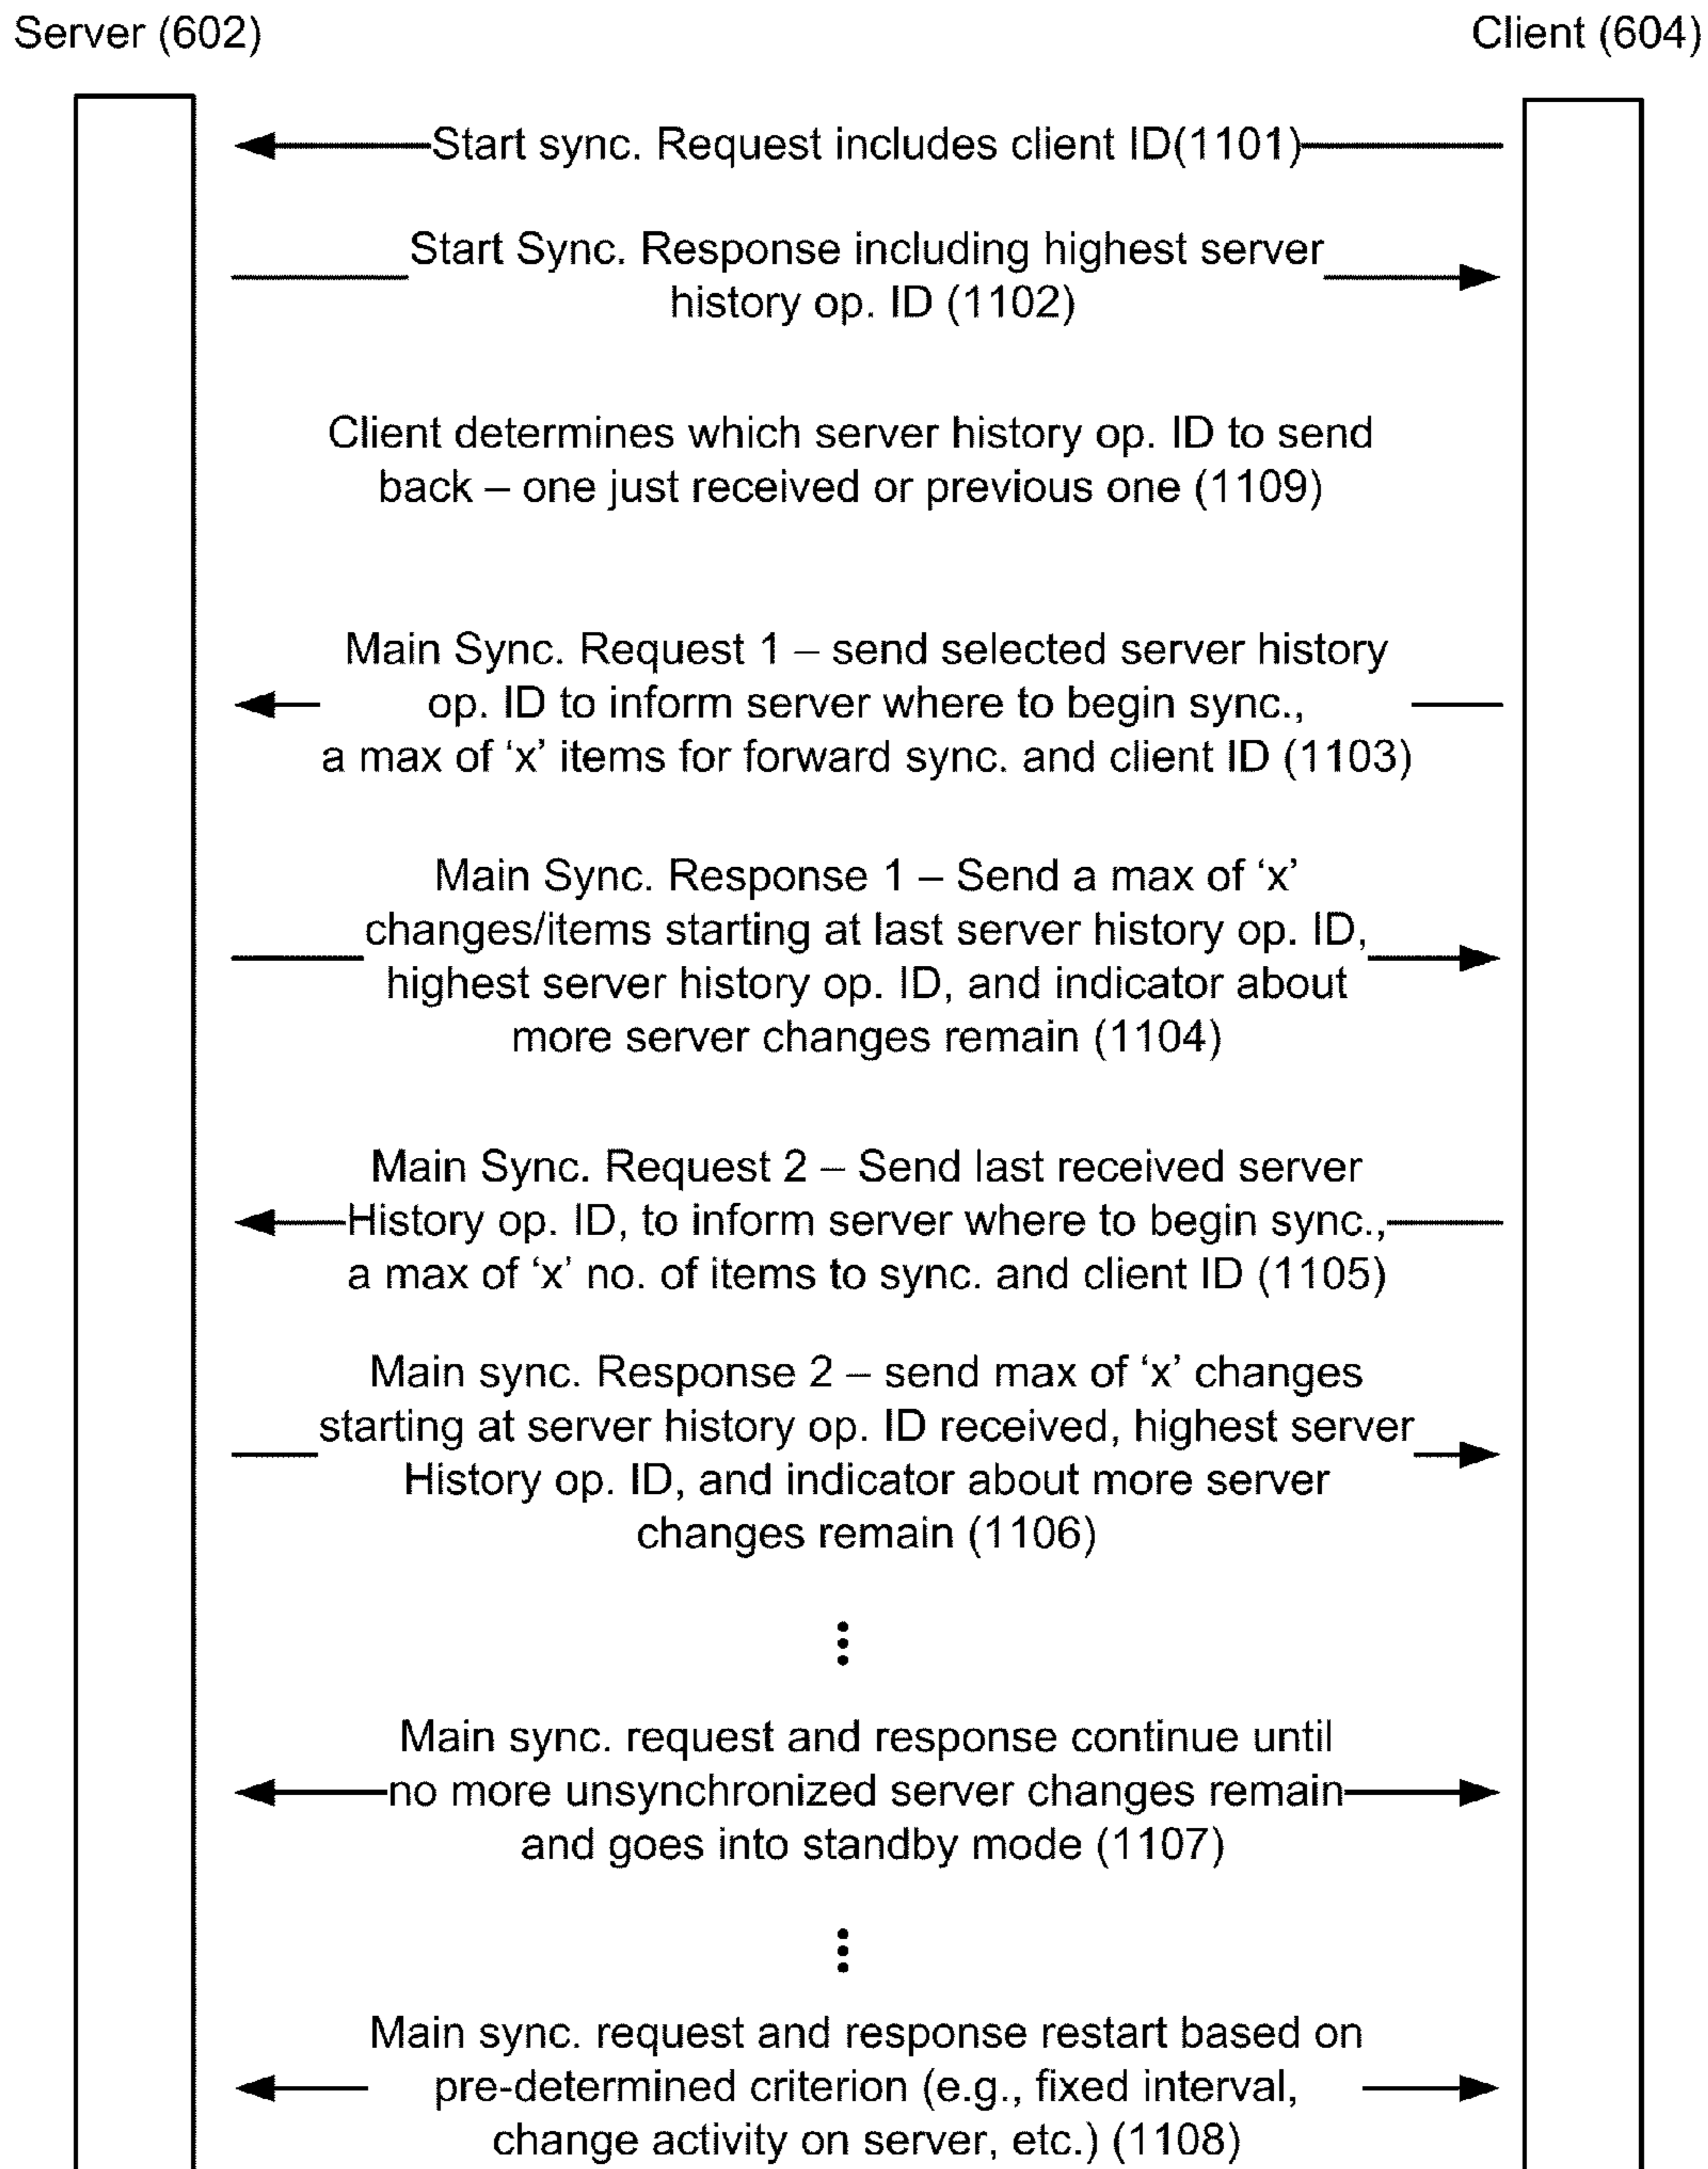 Server (602)
Client (604)
Start sync. Request includes client ID(1101)
Start Sync. Response including highest server
history op. ID (1102)
Client determines which server history op. ID to send
back – one just received or previous one (1109)
Main Sync. Request 1 – send selected server history
op. ID to inform server where to begin sync.,
a max of ‘x’ items for forward sync. and client ID (1103)
Main Sync. Response 1 – Send a max of ‘x’
changes/items starting at last server history op. ID,
highest server history op. ID, and indicator about
more server changes remain (1104)
Main Sync. Request 2 – Send last received server
History op. ID, to inform server where to begin sync.,
a max of ‘x’ no. of items to sync. and client ID (1105)
Main sync. Response 2 – send max of ‘x’ changes
starting at server history op. ID received, highest server
History op. ID, and indicator about more server
changes remain (1106)
Main sync. request and response continue until
no more unsynchronized server changes remain
and goes into standby mode (1107)
Main sync. request and response restart based on
pre-determined criterion (e.g., fixed interval,
change activity on server, etc.) (1108)